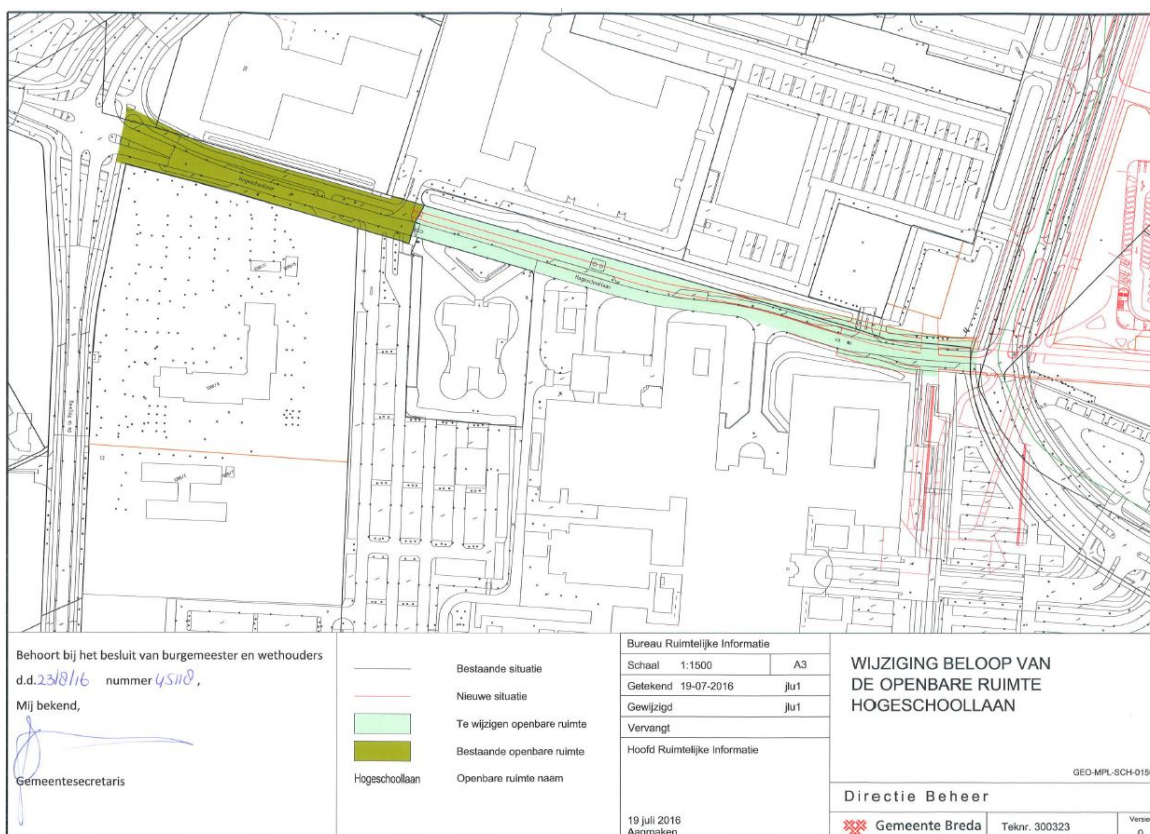 Hogeschoollaan
Hogeschoollaan
Behoort bij het besluit van burgemeester en wethouders
d.d. 23/8/16 nummer 45118,
Mij bekend,
Gemeentesecretaris
Bestaande situatie
Nieuwe situatie
Te wijzigen openbare ruimte
Bestaande openbare ruimte
Hogeschoollaan Openbare ruimte naam
Bureau Ruimtelijke Informatie
Schaal 1:1500 A3
Getekend 19-07-2016 jlu1
Gewijzigd jlu1
Vervangt
Hoofd Ruimtelijke Informatie
19 juli 2016
Aanmaken
WIJZIGING BELOOP VAN
DE OPENBARE RUIMTE
HOGESCHOOLLAAN
Directie Beheer
Gemeente Breda
Teknr. 300323
Versie
0